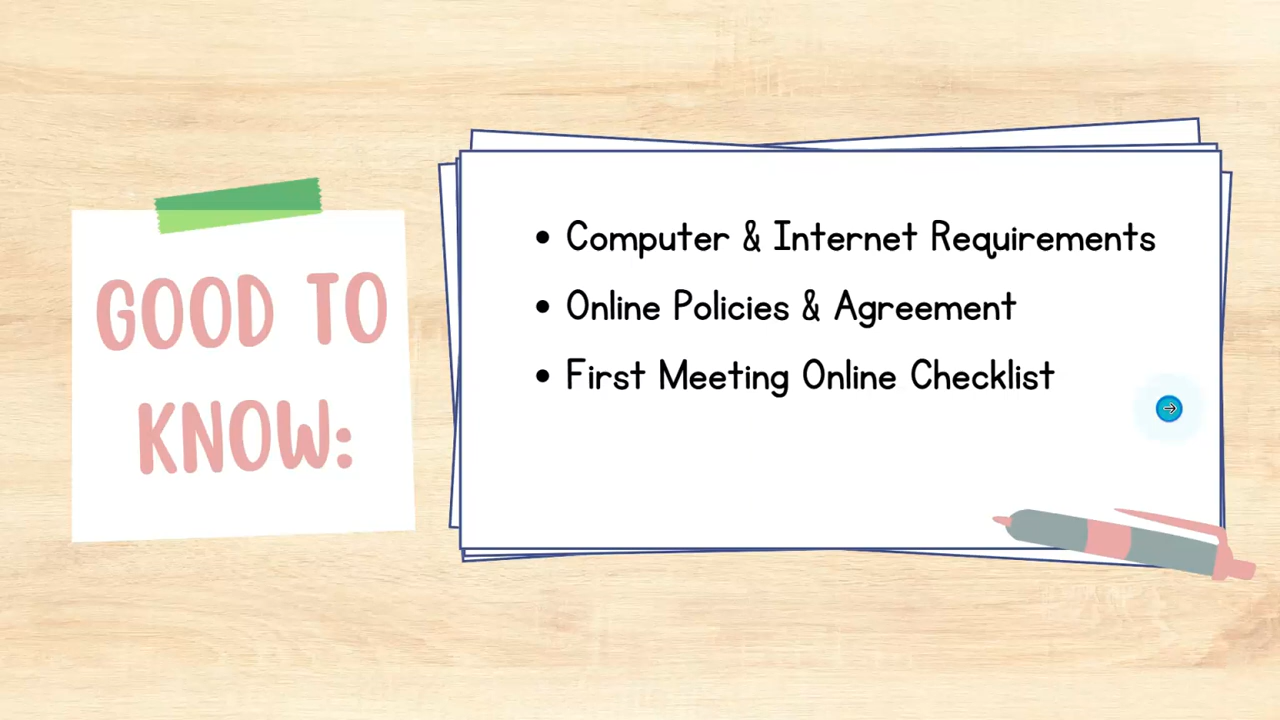 GOOD TO
KNOW:
• Computer & Internet Requirements
• Online Policies & Agreement
• First Meeting Online Checklist